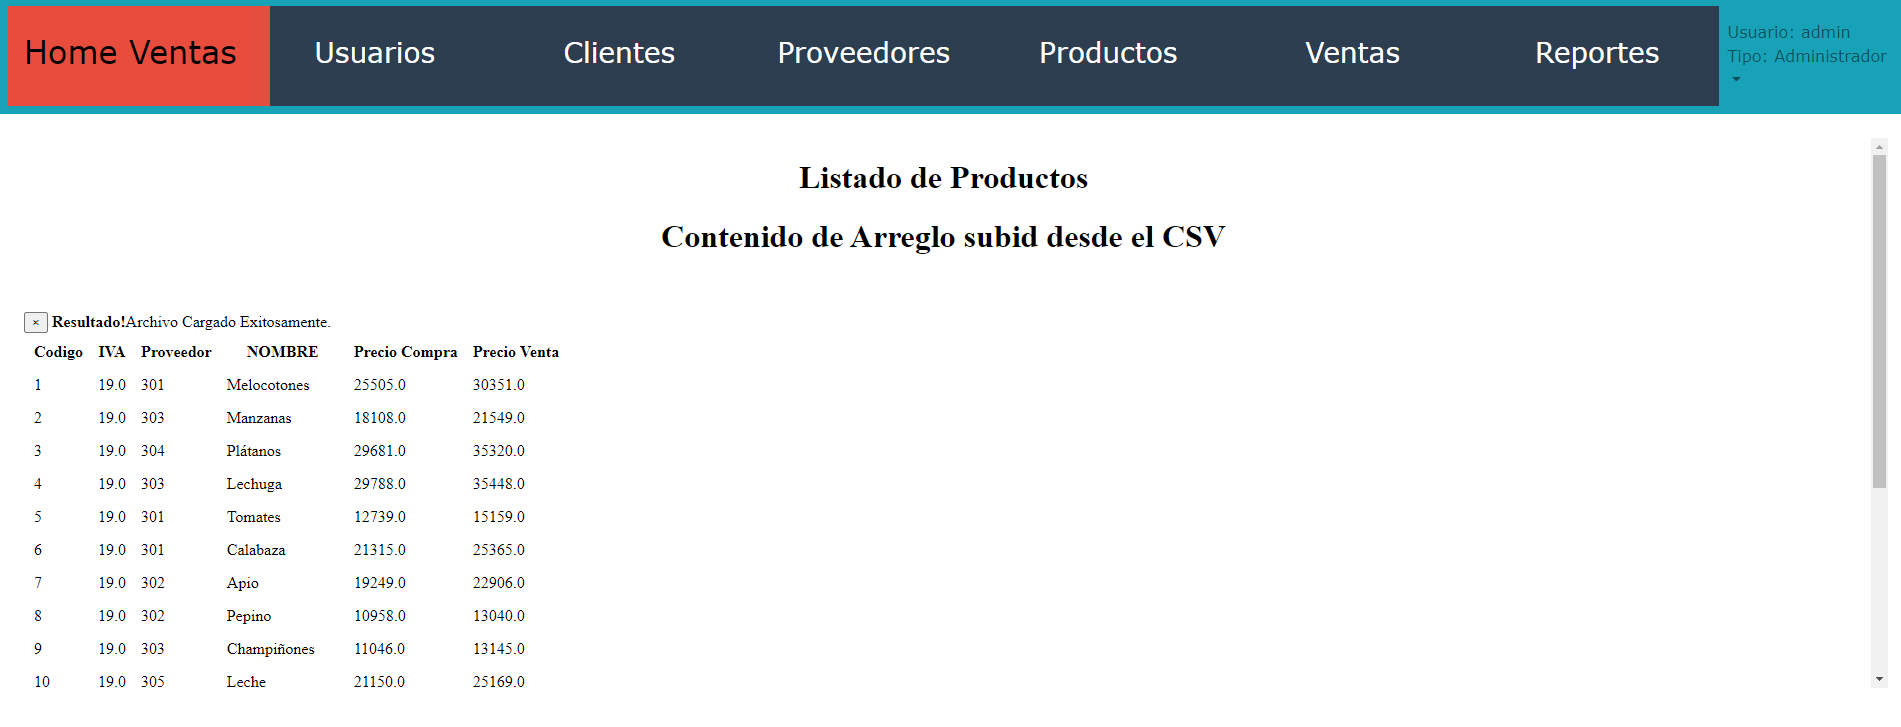 Home Ventas Usuarios Clientes Proveedores Productos Ventas Reportes
Usuario: admin
Tipo: Administrador
Listado de Productos
Contenido de Arreglo subid desde el CSV
× Resultado!Archivo Cargado Exitosamente.
Codigo IVA Proveedor NOMBRE Precio Compra Precio Venta
1 19.0 301 Melocotones 25505.0 30351.0
2 19.0 303 Manzanas 18108.0 21549.0
3 19.0 304 Plátanos 29681.0 35320.0
4 19.0 303 Lechuga 29788.0 35448.0
5 19.0 301 Tomates 12739.0 15159.0
6 19.0 301 Calabaza 21315.0 25365.0
7 19.0 302 Apio 19249.0 22906.0
8 19.0 302 Pepino 10958.0 13040.0
9 19.0 303 Champiñones 11046.0 13145.0
10 19.0 305 Leche 21150.0 25169.0